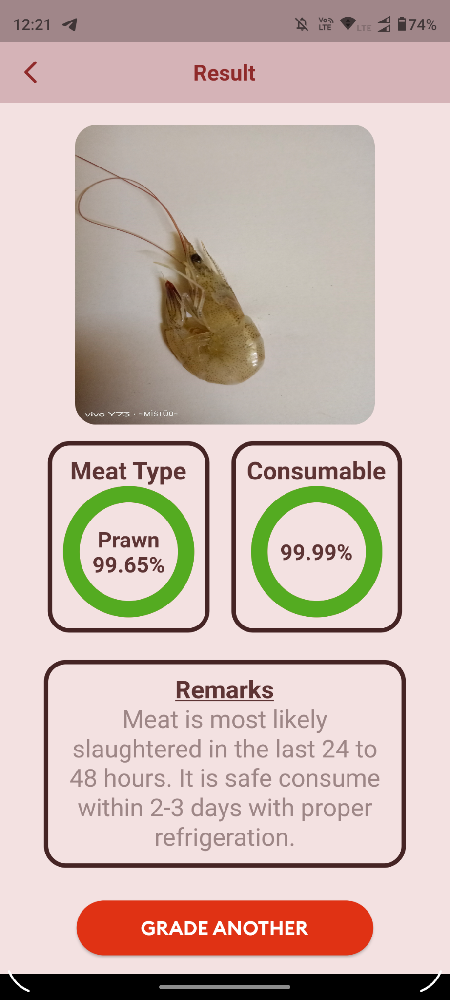 12:21 Vo LTE LTE 74%
Result
vivo Y73 · ~MÌSTŰŪ~
Meat Type
Prawn
99.65%
Consumable
99.99%
Remarks
Meat is most likely
slaughtered in the last 24 to
48 hours. It is safe consume
within 2-3 days with proper
refrigeration.
GRADE ANOTHER